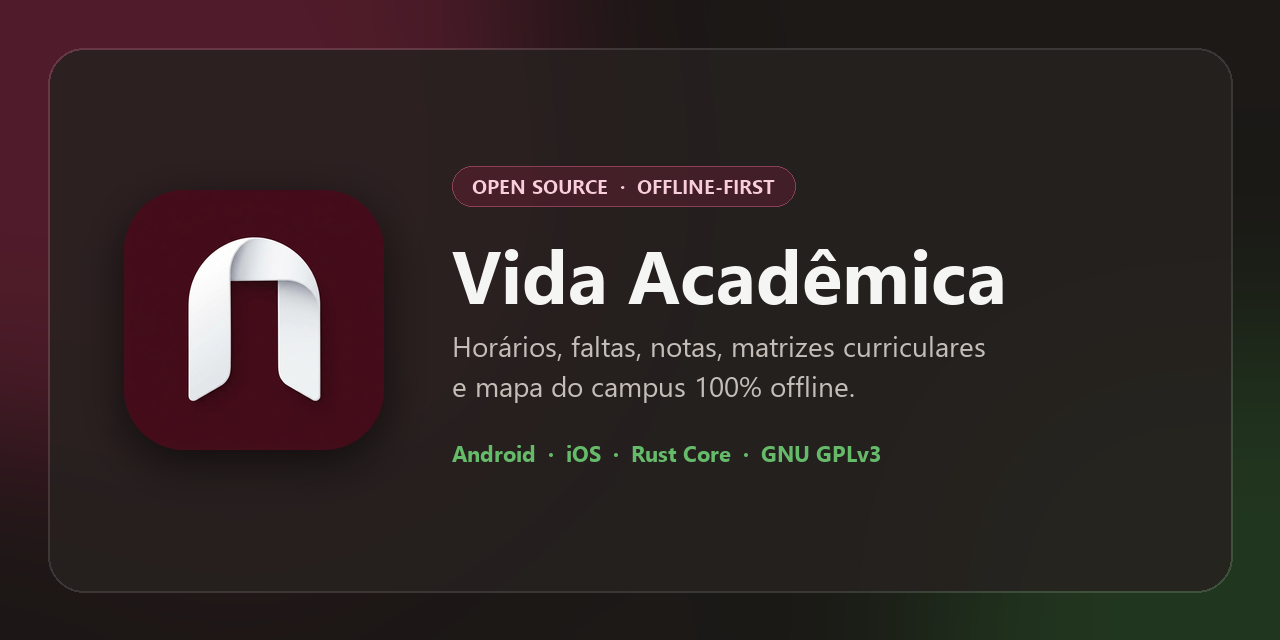 OPEN SOURCE · OFFLINE-FIRST
Vida Acadêmica
Horários, faltas, notas, matrizes curriculares
e mapa do campus 100% offline.
Android · iOS · Rust Core · GNU GPLv3